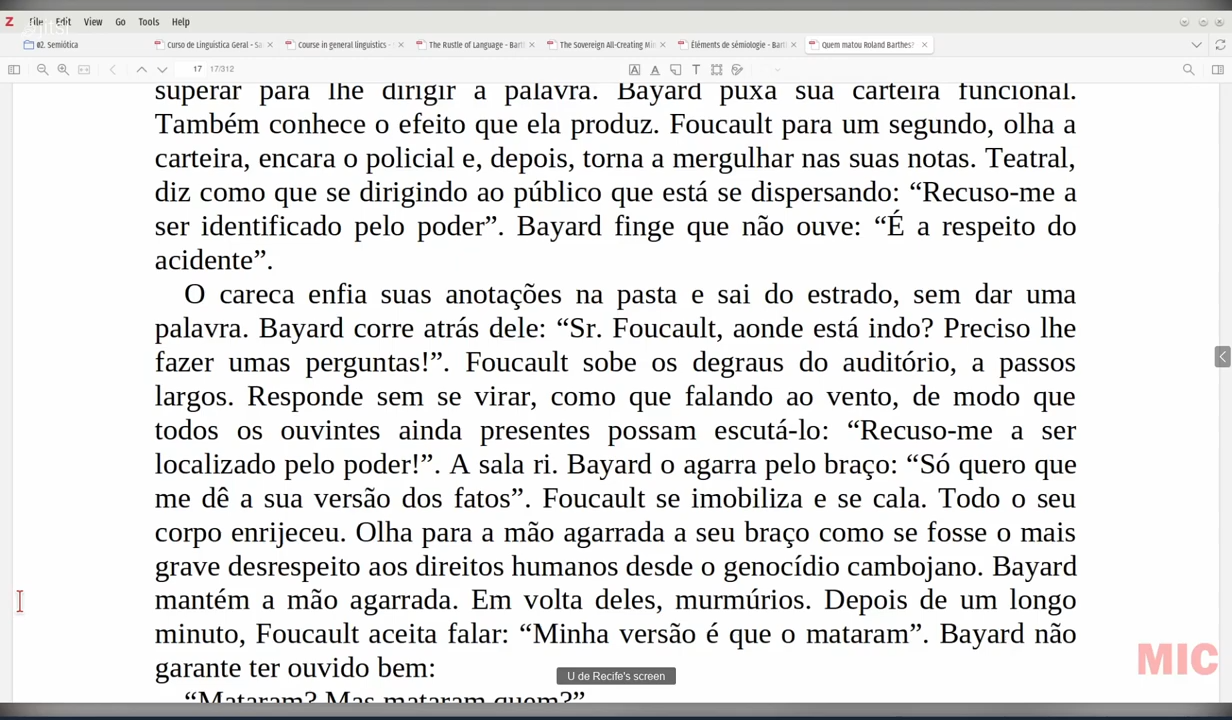 File Edit View Go Tools Help
#2. Semiótica
Curso de Linguistica Geral - Sa
Course in general linguistics -
The Rustle of Language - Bart
The Sovereign All-Creating Mi
Éléments de sémiologie - Bart
Quem matou Roland Barthes?
17 17/312
superar para lhe dirigir a palavra. Bayard puxa sua carteira funcional.
Também conhece o efeito que ela produz. Foucault para um segundo, olha a
carteira, encara o policial e, depois, torna a mergulhar nas suas notas. Teatral,
diz como que se dirigindo ao público que está se dispersando: “Recuso-me a
ser identificado pelo poder”. Bayard finge que não ouve: “É a respeito do
acidente”.
O careca enfia suas anotações na pasta e sai do estrado, sem dar uma
palavra. Bayard corre atrás dele: “Sr. Foucault, aonde está indo? Preciso lhe
fazer umas perguntas!”. Foucault sobe os degraus do auditório, a passos
largos. Responde sem se virar, como que falando ao vento, de modo que
todos os ouvintes ainda presentes possam escutá-lo: “Recuso-me a ser
localizado pelo poder!”. A sala ri. Bayard o agarra pelo braço: “Só quero que
me dê a sua versão dos fatos”. Foucault se imobiliza e se cala. Todo o seu
corpo enrijeceu. Olha para a mão agarrada a seu braço como se fosse o mais
grave desrespeito aos direitos humanos desde o genocídio cambojano. Bayard
mantém a mão agarrada. Em volta deles, murmúrios. Depois de um longo
minuto, Foucault aceita falar: “Minha versão é que o mataram”. Bayard não
garante ter ouvido bem:
“Mataram? Mas mataram quem?”
U de Recife's screen
MIC